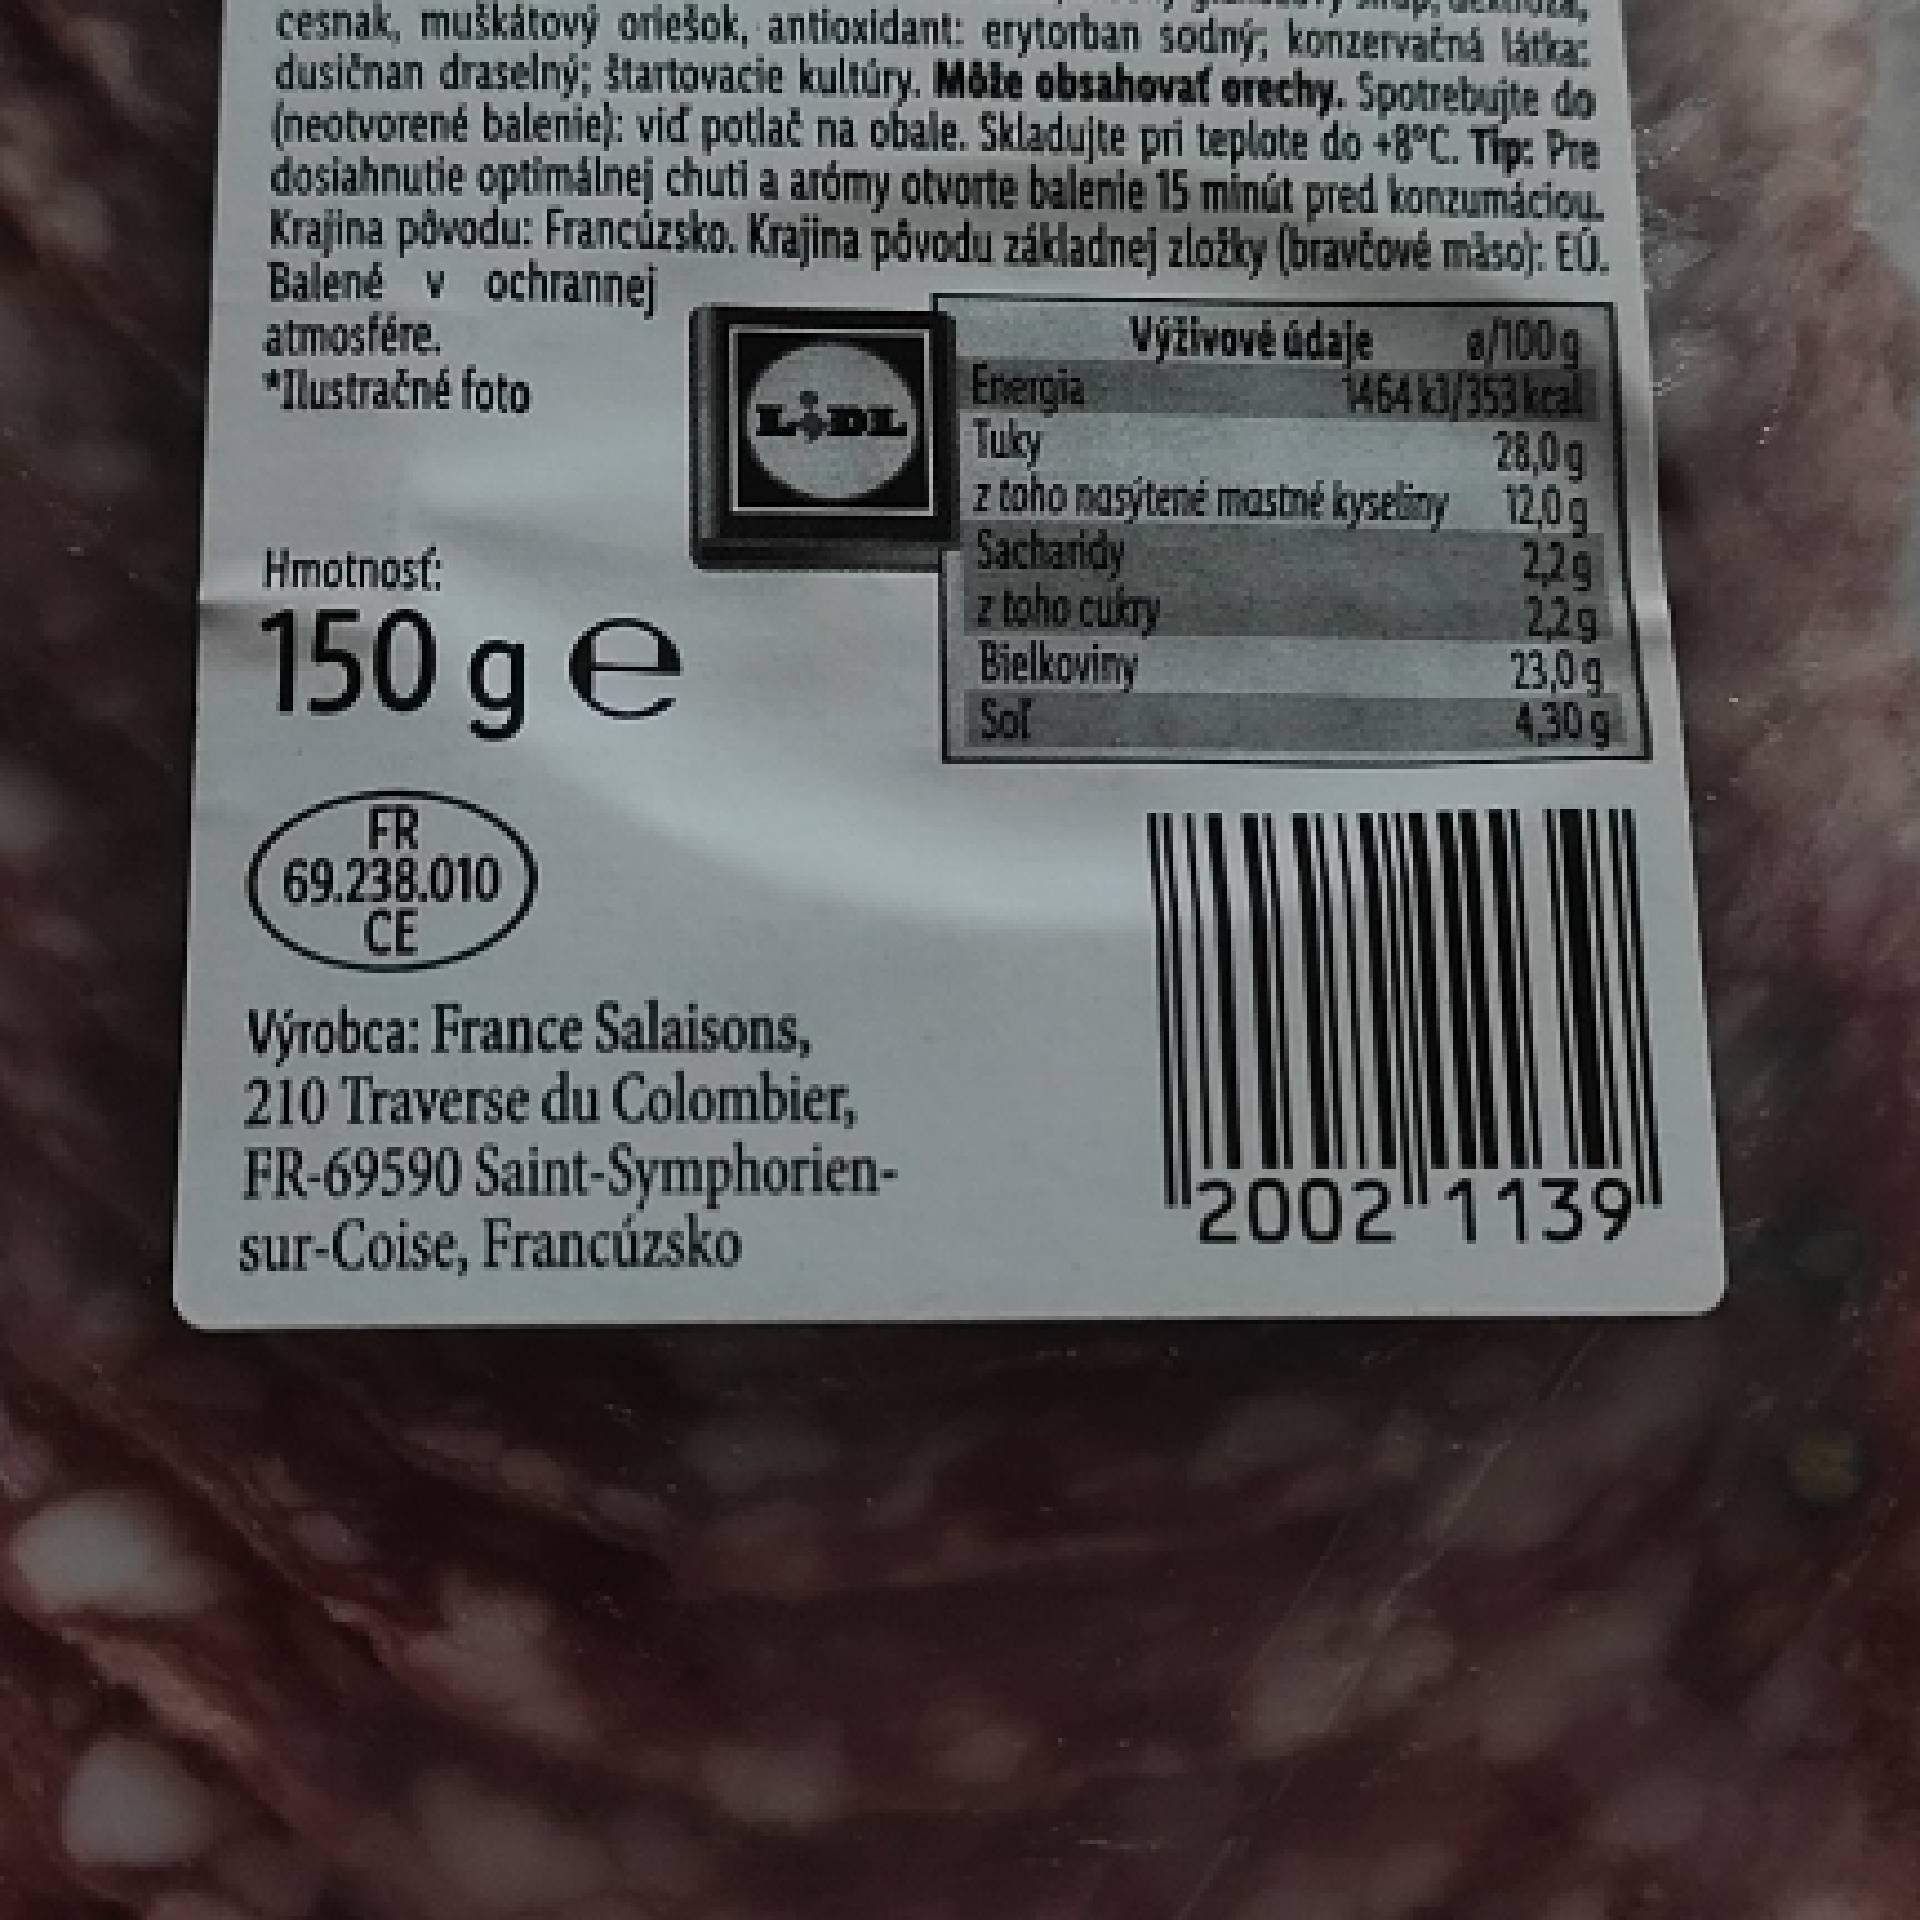 cesnak, muškátový oriešok, antioxidant: erytorban sodný; konzervačná látka:
dusičnan draselný; štartovacie kultúry. Môže obsahovať orechy. Spotrebujte do
(neotvorené balenie): viď potlač na obale. Skladujte pri teplote do +8°C. Tip: Pre
dosiahnutie optimálnej chuti a arómy otvorte balenie 15 minút pred konzumáciou.
Krajina pôvodu: Francúzsko. Krajina pôvodu základnej zložky (bravčové mäso): EÚ.
Balené v ochrannej
atmosfére.
*Ilustračné foto
LIDL
Výživové údaje ø/100 g
Energia 1464 kJ/353 kcal
Tuky 28,0 g
z toho nasýtené mastné kyseliny 12,0 g
Sacharidy 2,2 g
z toho cukry 2,2 g
Bielkoviny 23,0 g
Soľ 4,30 g
Hmotnosť:
150 g e
FR
69.238.010
CE
Výrobca: France Salaisons,
210 Traverse du Colombier,
FR-69590 Saint-Symphorien-
sur-Coise, Francúzsko
2002 1139